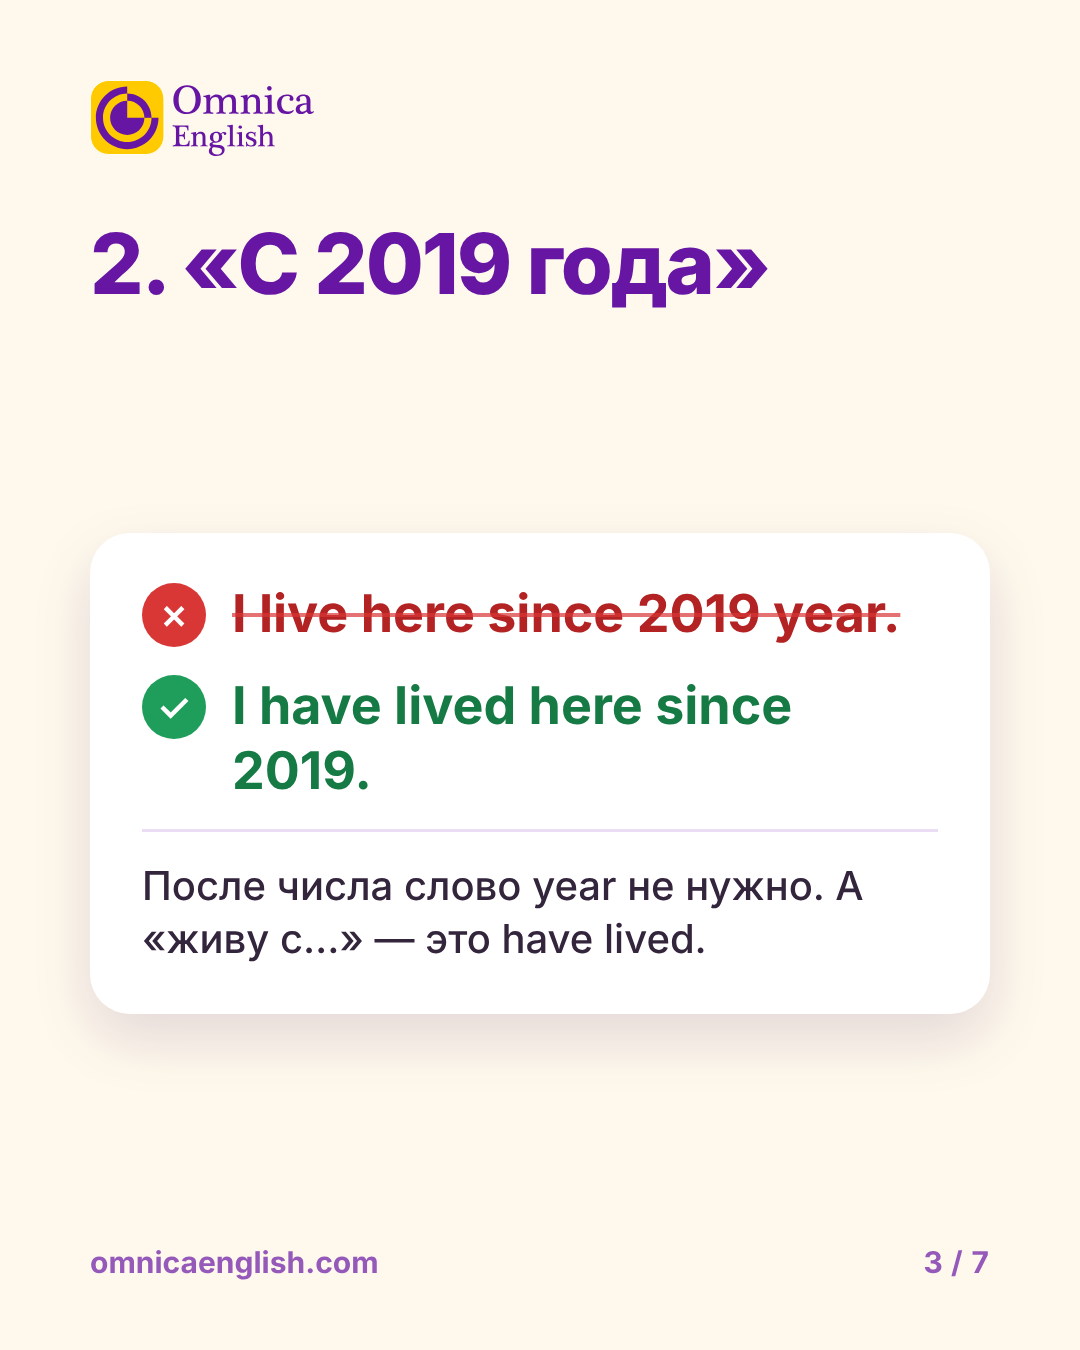 Omnica
English
2. «С 2019 года»
I live here since 2019 year.
I have lived here since
2019.
После числа слово year не нужно. А
«живу с...» — это have lived.
omnicaenglish.com
3 / 7